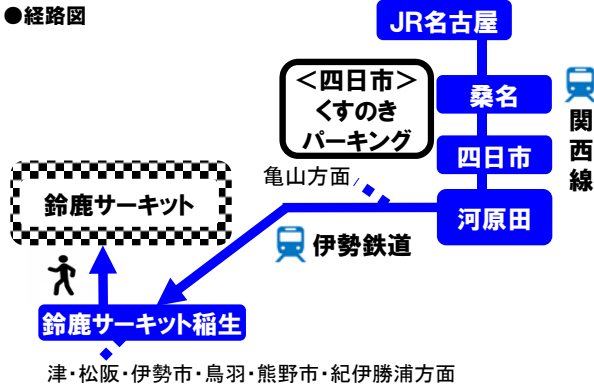 ●経路図
JR名古屋
<四日市>
くすのき
パーキング
桑名
関西線
四日市
亀山方面
河原田
鈴鹿サーキット
伊勢鉄道
鈴鹿サーキット稲生
津・松阪・伊勢市・鳥羽・熊野市・紀伊勝浦方面